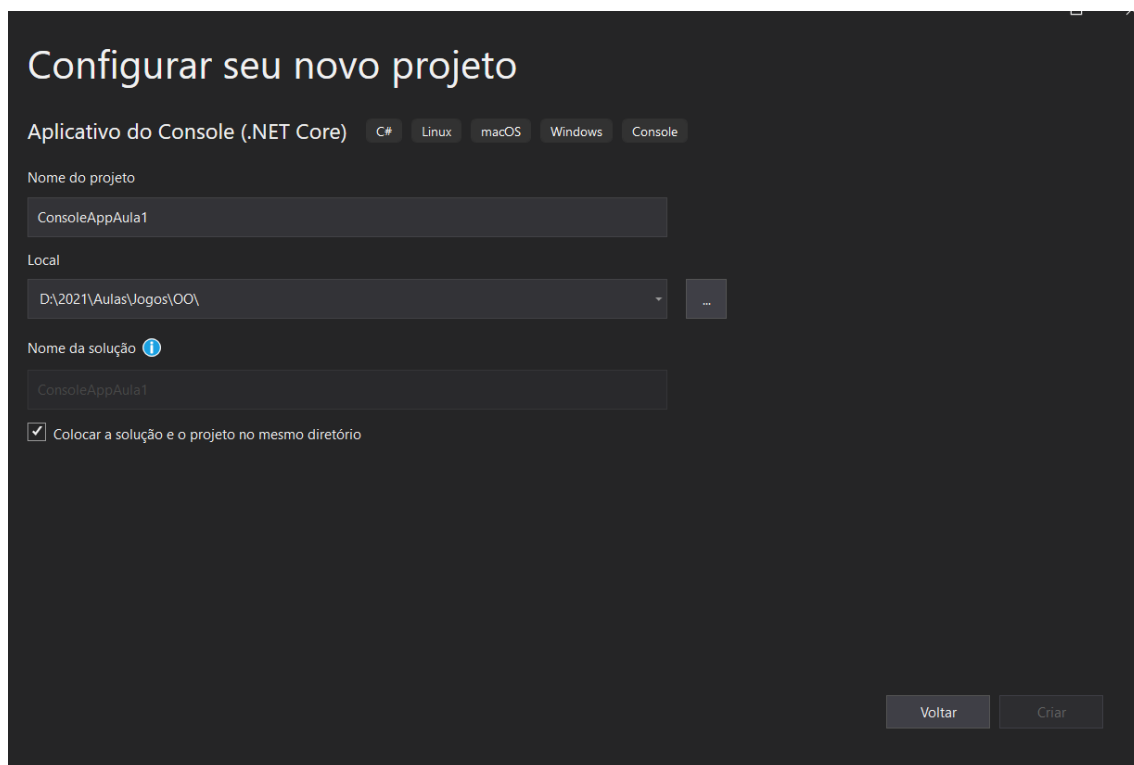 Configurar seu novo projeto
Aplicativo do Console (.NET Core) C# Linux macOS Windows Console
Nome do projeto
ConsoleAppAula1
Local
D:\2021\Aulas\Jogos\OO\
...
Nome da solução
ConsoleAppAula1
Colocar a solução e o projeto no mesmo diretório
Voltar Criar